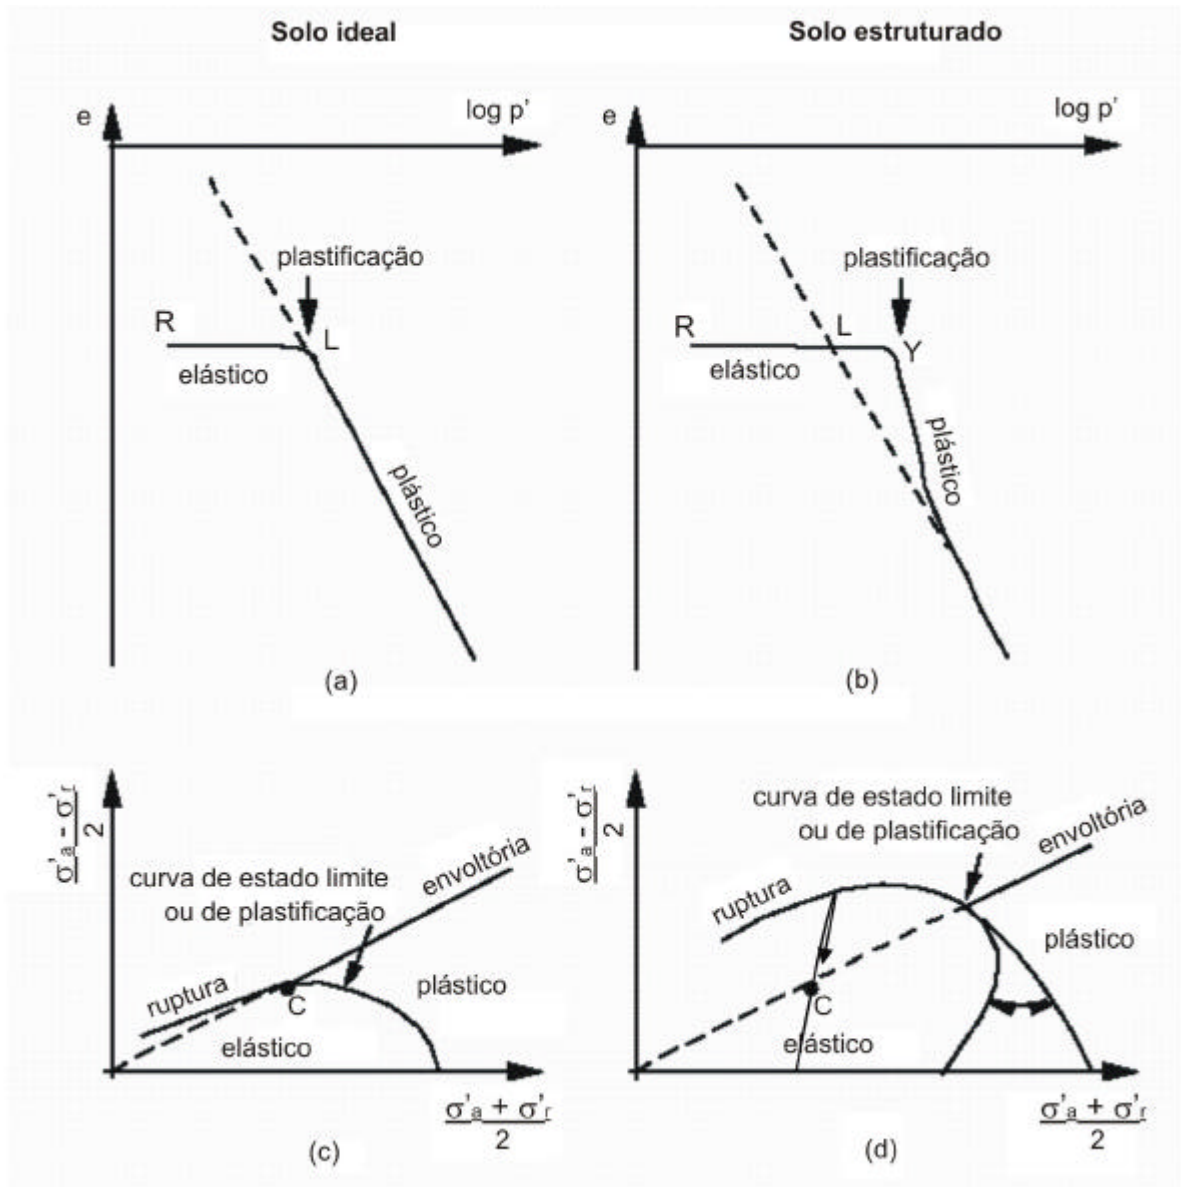 Solo ideal
Solo estruturado
e
log p'
plastificação
R
L
elástico
plástico
(a)
e
log p'
plastificação
R
L
Y
elástico
plástico
(b)
σ'a - σ'r
2
curva de estado limite
ou de plastificação
envoltória
ruptura
C
plástico
elástico
σ'a + σ'r
2
(c)
σ'a - σ'r
2
curva de estado limite
ou de plastificação
envoltória
ruptura
plástico
C
elástico
σ'a + σ'r
2
(d)